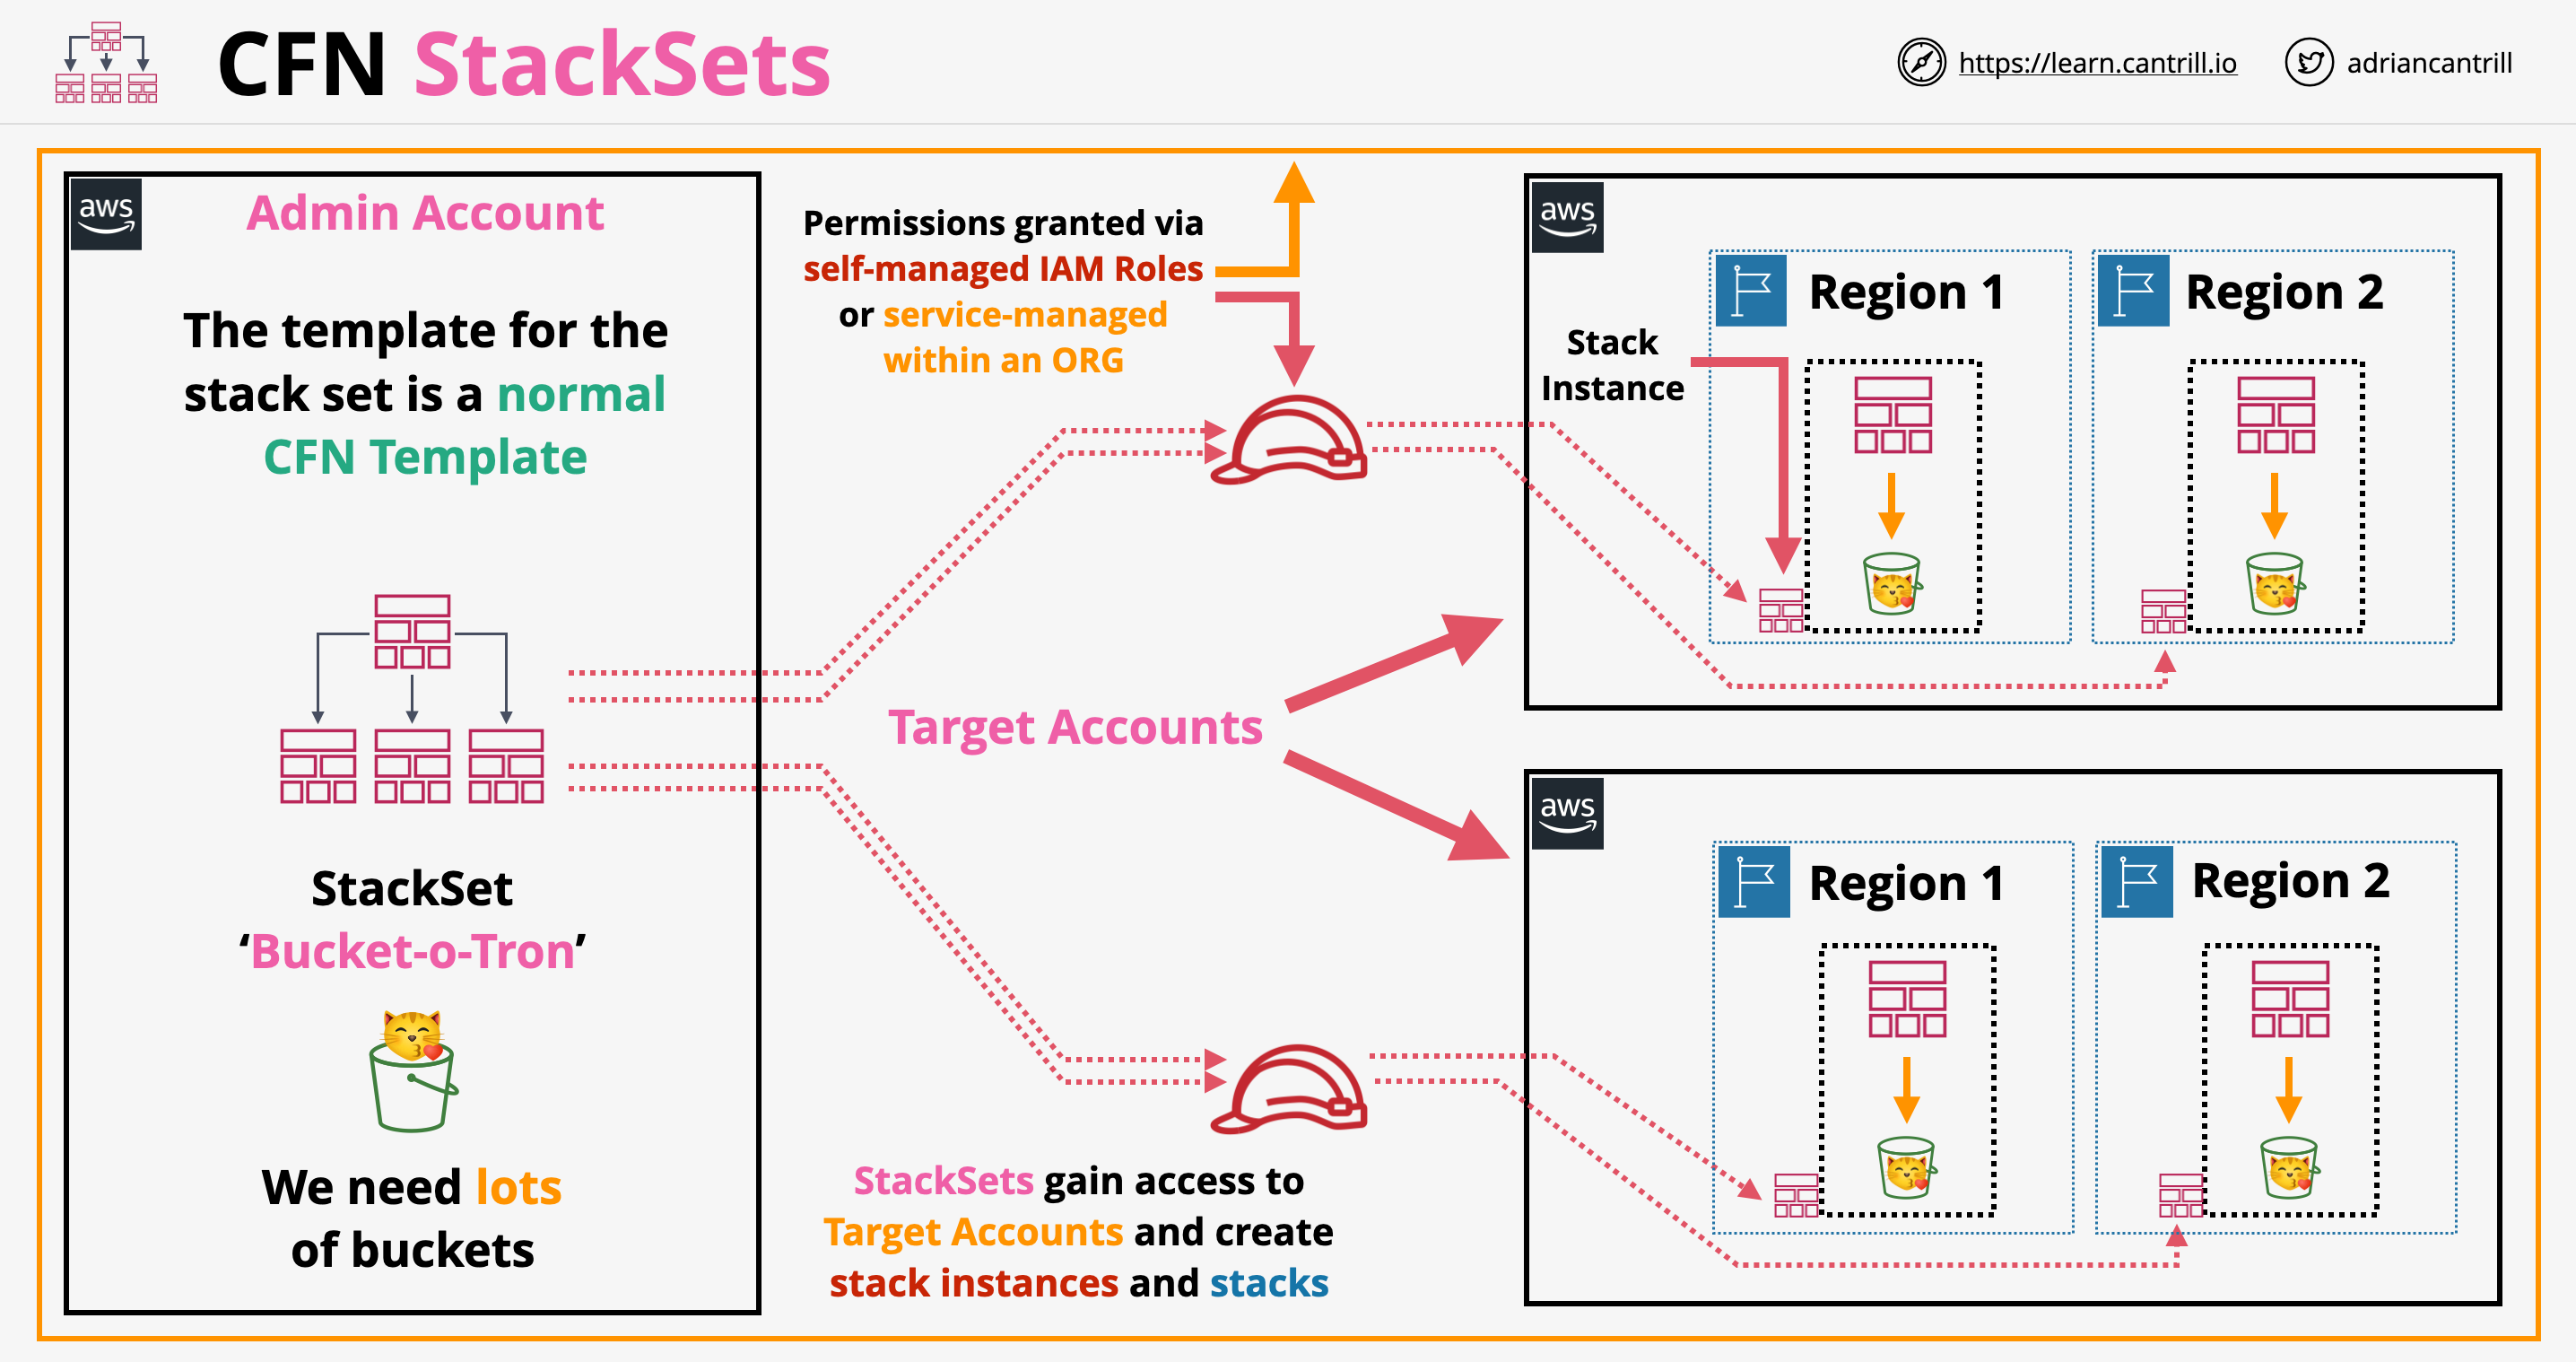 CFN StackSets
https://learn.cantrill.io
adriancantrill
aws
Admin Account
The template for the
stack set is a normal
CFN Template
StackSet
‘Bucket-o-Tron’
We need lots
of buckets
Permissions granted via
self-managed IAM Roles
or service-managed
within an ORG
Target Accounts
StackSets gain access to
Target Accounts and create
stack instances and stacks
aws
Region 1
Region 2
Stack
Instance
aws
Region 1
Region 2